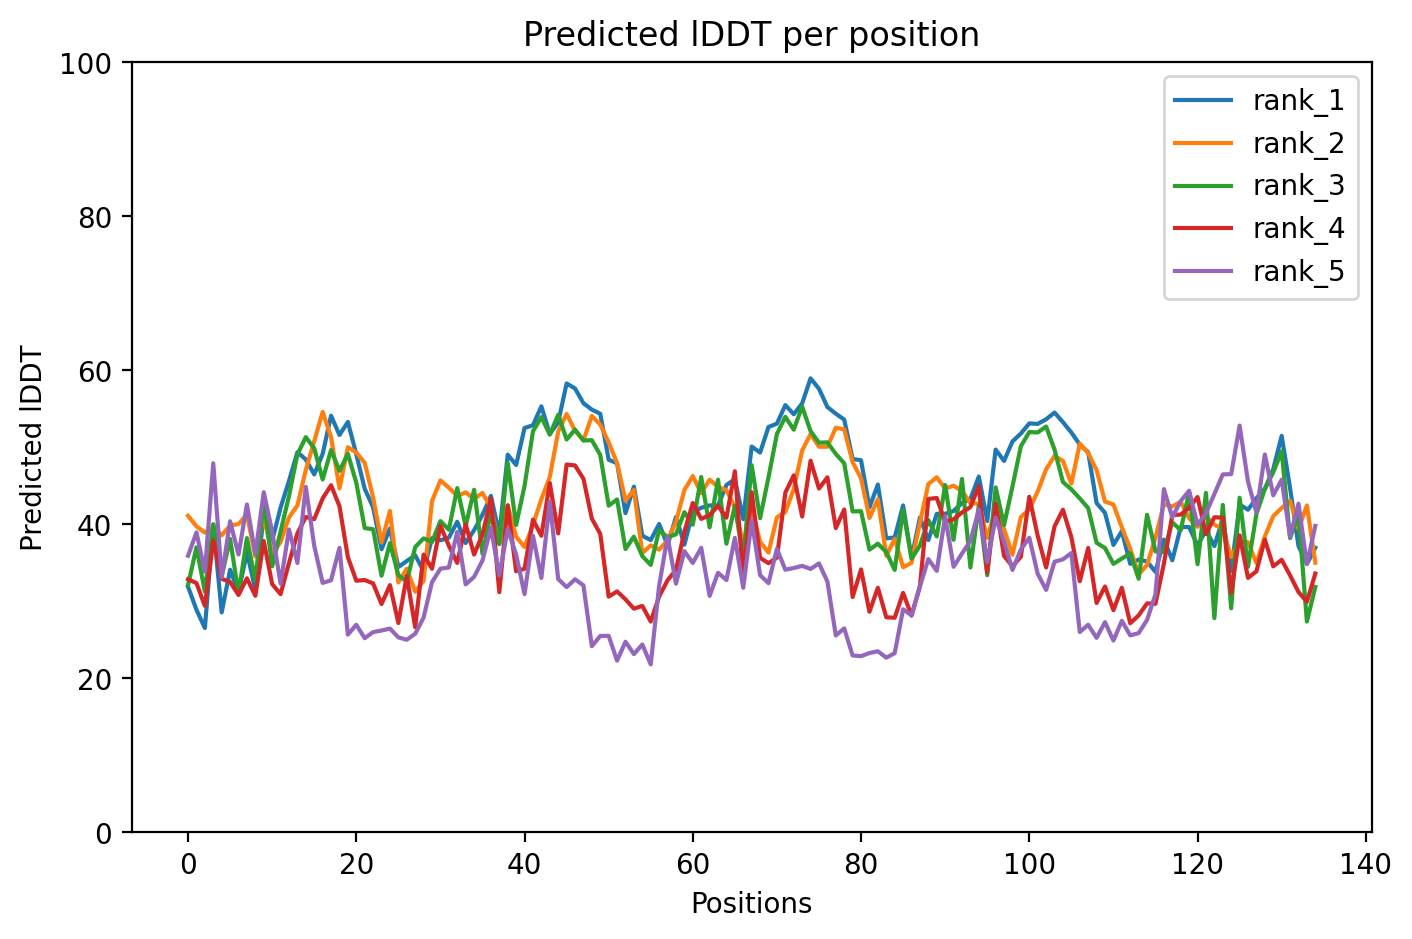 Predicted lDDT per position
100
80
60
40
20
0
Predicted lDDT
rank_1
rank_2
rank_3
rank_4
rank_5
0 20 40 60 80 100 120 140
Positions